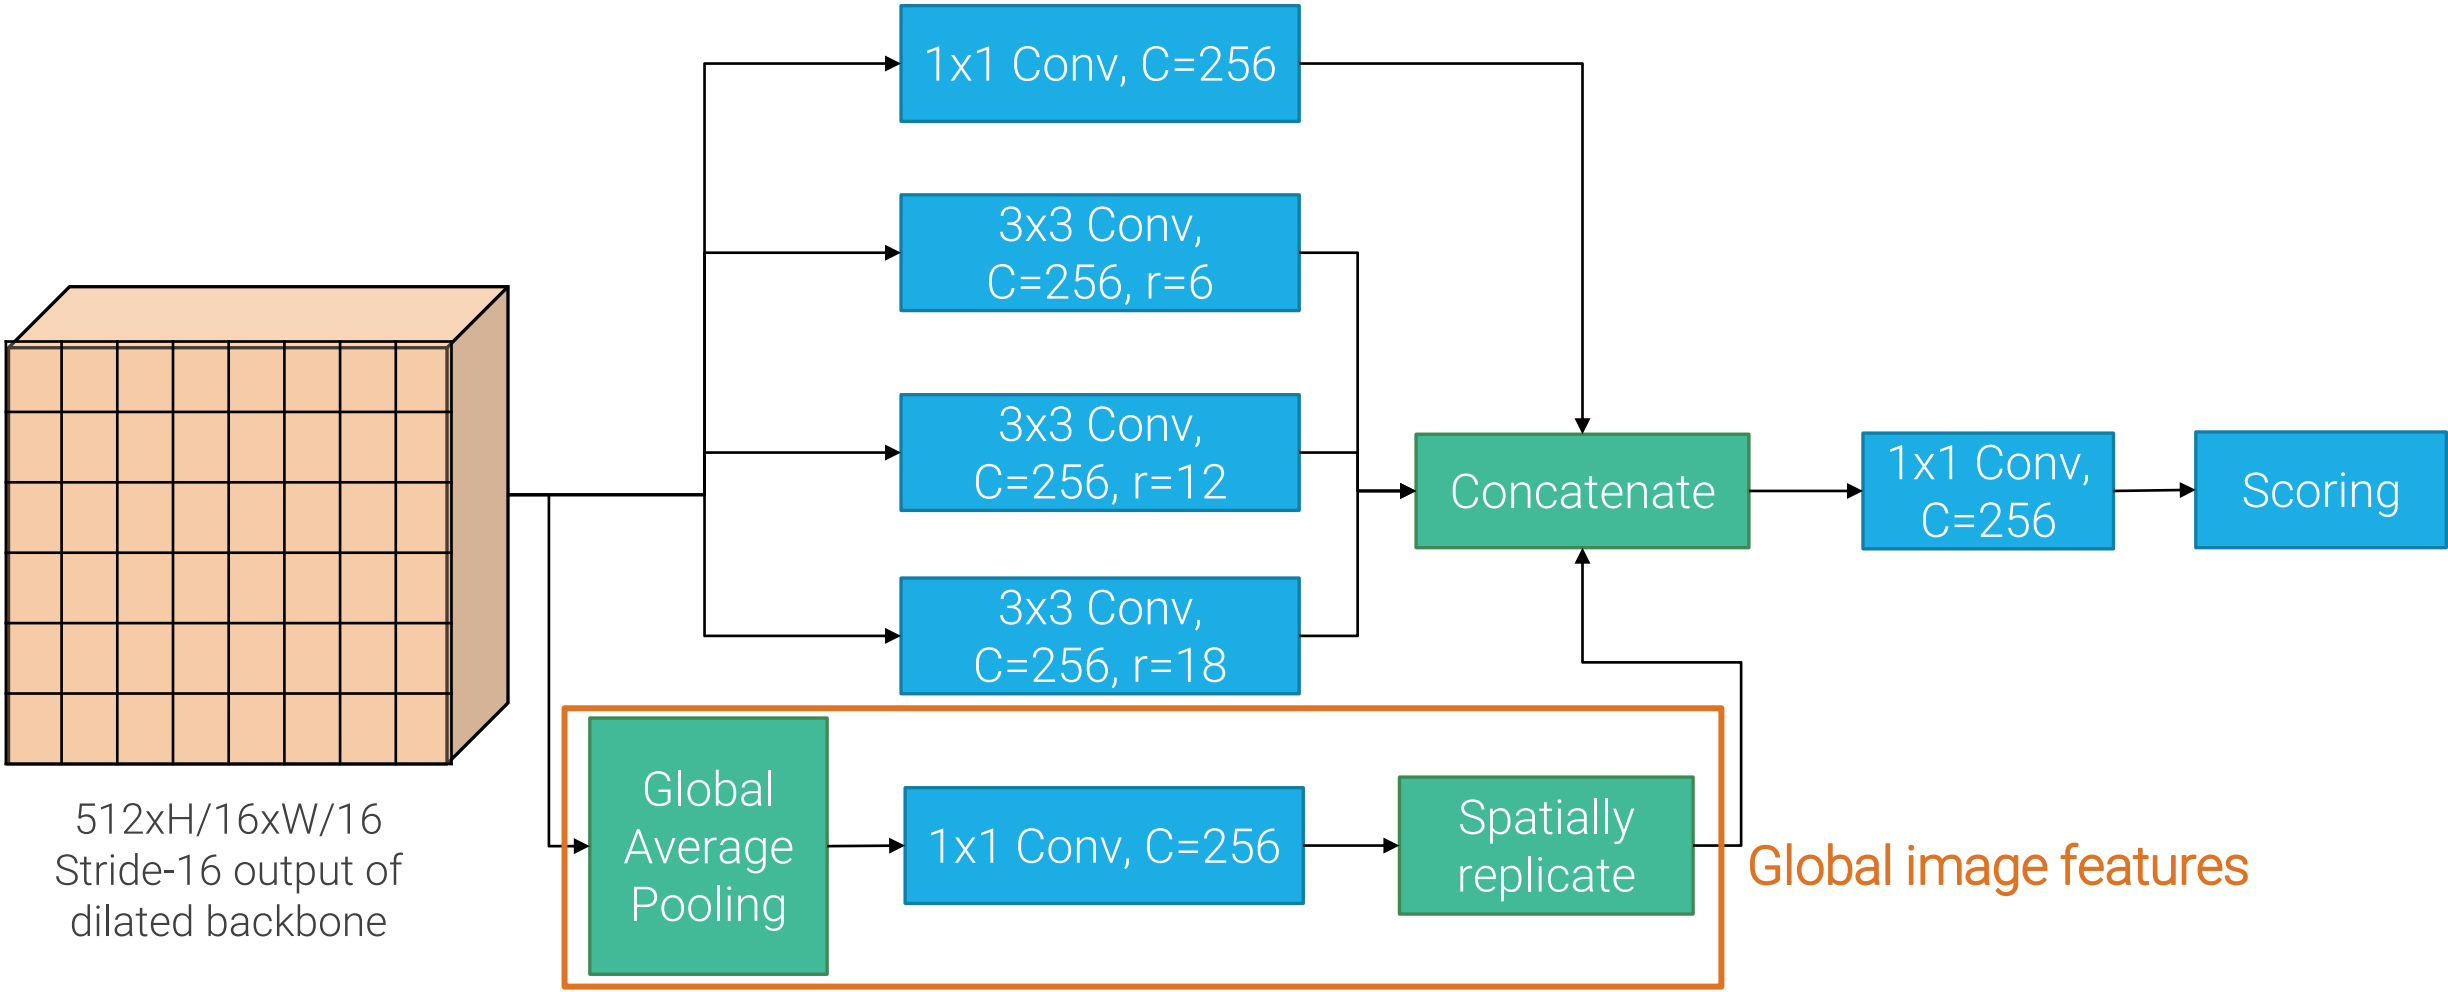 1x1 Conv, C=256
3x3 Conv,
C=256, r=6
3x3 Conv,
C=256, r=12
3x3 Conv,
C=256, r=18
Concatenate
1x1 Conv,
C=256
Scoring
512xH/16xW/16
Stride-16 output of
dilated backbone
Global
Average
Pooling
1x1 Conv, C=256
Spatially
replicate
Global image features